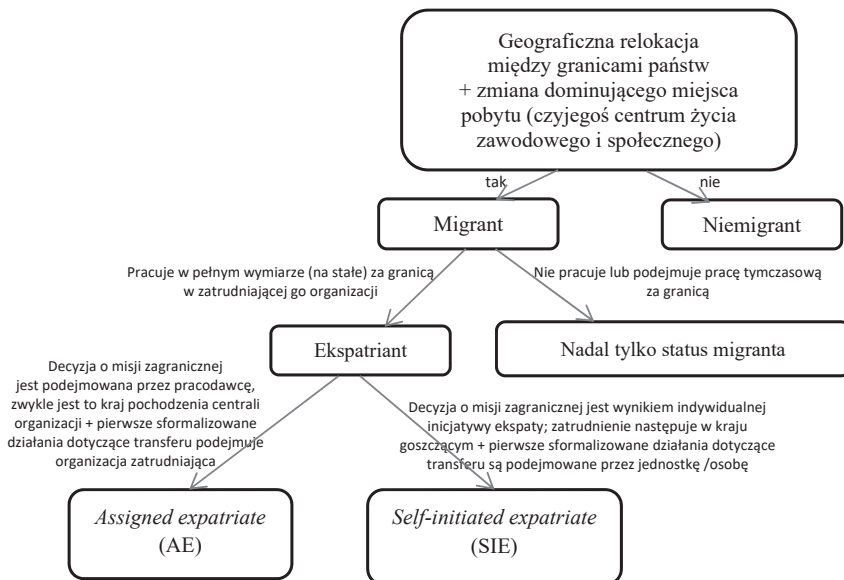 Geograficzna relokacja
między granicami państw
+ zmiana dominującego miejsca
pobytu (czyjegoś centrum życia
zawodowego i społecznego)
tak
nie
Migrant
Niemigrant
Pracuje w pełnym wymiarze (na stałe) za granicą
w zatrudniającej go organizacji
Nie pracuje lub podejmuje pracę tymczasową
za granicą
Ekspatriant
Nadal tylko status migranta
Decyzja o misji zagranicznej
jest podejmowana przez pracodawcę,
zwykle jest to kraj pochodzenia centrali
organizacji + pierwsze sformalizowane
działania dotyczące transferu podejmuje
organizacja zatrudniająca
Decyzja o misji zagranicznej jest wynikiem indywidualnej
inicjatywy ekspaty; zatrudnienie następuje w kraju
goszczącym + pierwsze sformalizowane działania dotyczące
transferu są podejmowane przez jednostkę /osobę
Assigned expatriate
(AE)
Self-initiated expatriate
(SIE)